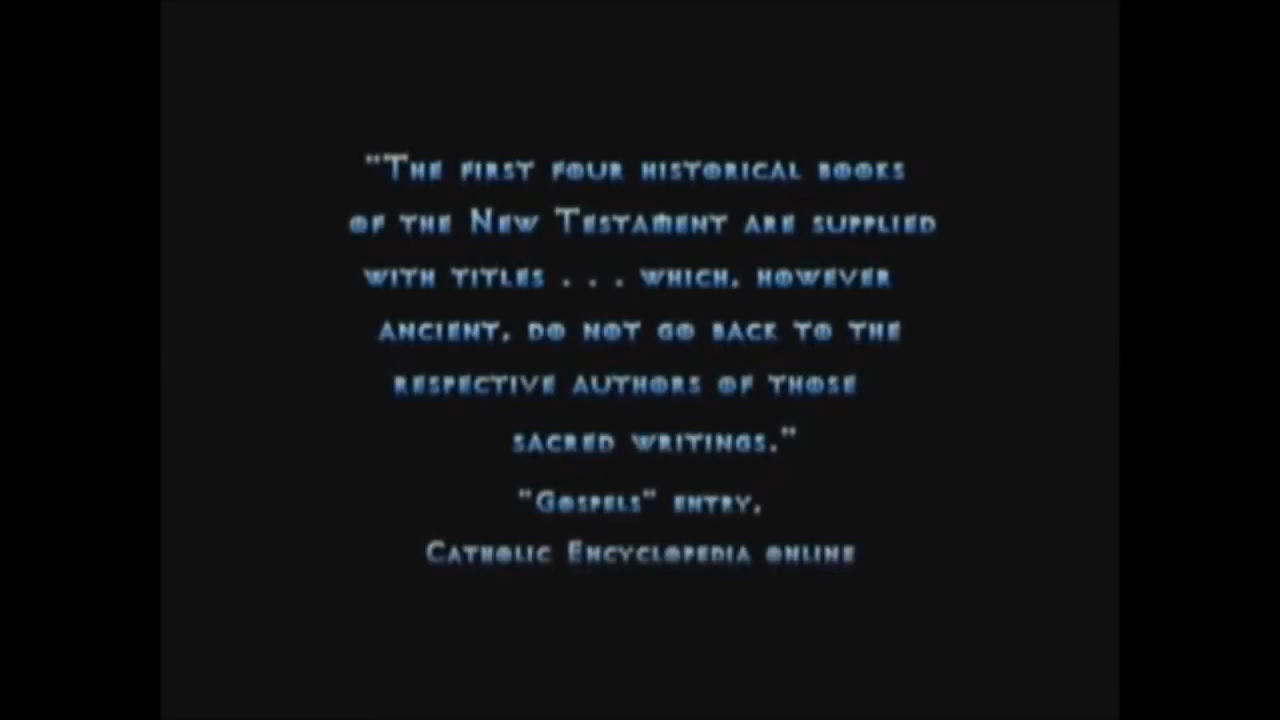 "The first four historical books
of the New Testament are supplied
with titles . . . which, however
ancient, do not go back to the
respective authors of those
sacred writings."
"Gospels" entry,
Catholic Encyclopedia online